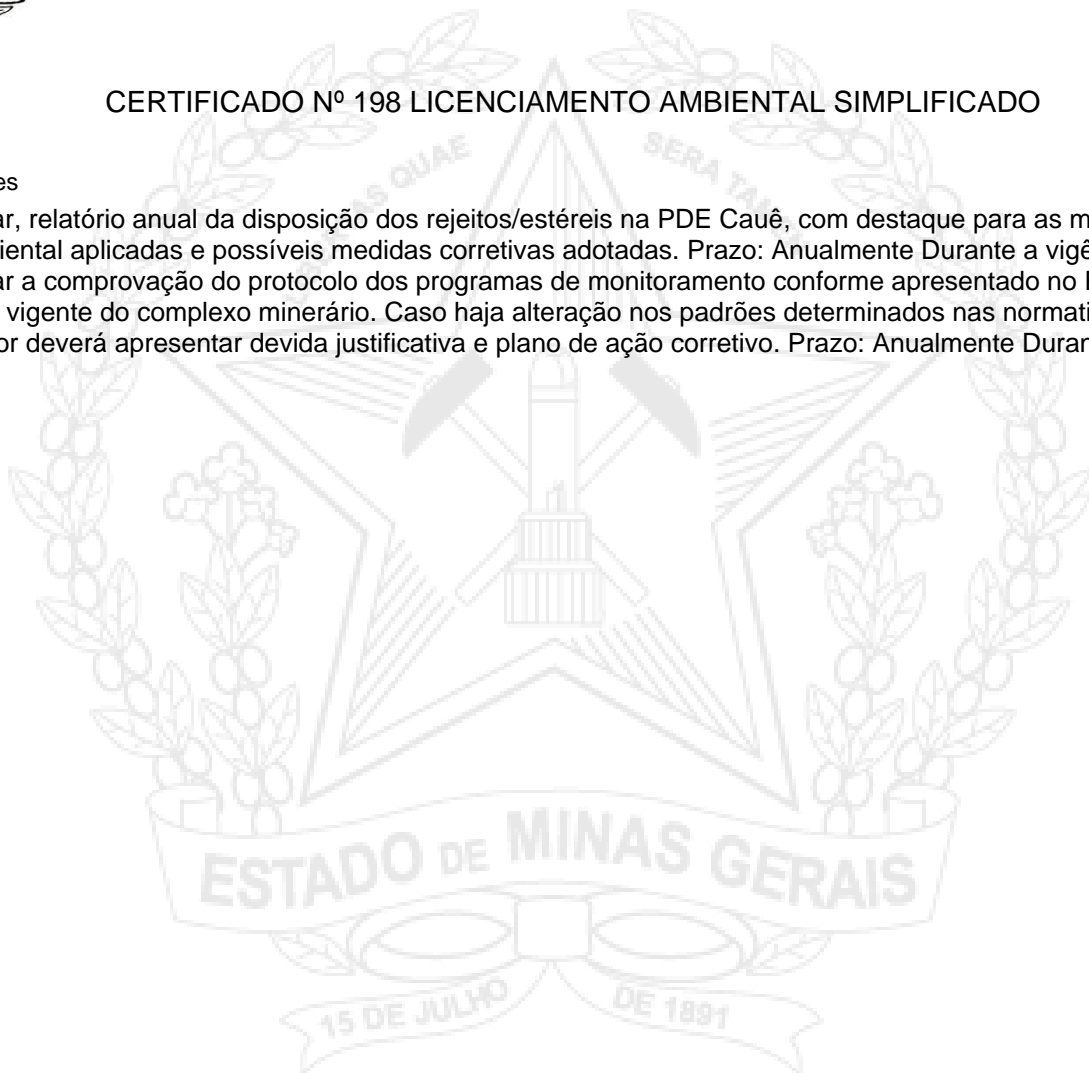 CERTIFICADO Nº 198 LICENCIAMENTO AMBIENTAL SIMPLIFICADO
es
ar, relatório anual da disposição dos rejeitos/estéreis na PDE Cauê, com destaque para as m
iental aplicadas e possíveis medidas corretivas adotadas. Prazo: Anualmente Durante a vigê
ar a comprovação do protocolo dos programas de monitoramento conforme apresentado no
vigente do complexo minerário. Caso haja alteração nos padrões determinados nas normati
or deverá apresentar devida justificativa e plano de ação corretivo. Prazo: Anualmente Duran
QUAE SERA
ESTADO DE MINAS GERAIS
15 DE JULHO DE 1891